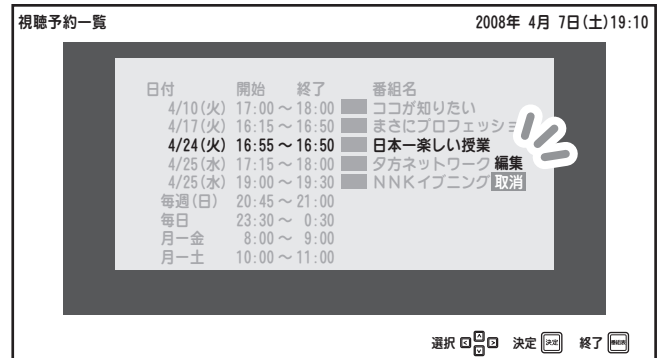 視聴予約一覧 2008年 4月 7日(土)19:10
日付 開始 終了 番組名
4/10(火) 17:00～18:00 ココが知りたい
4/17(火) 16:15～16:50 まさにプロフェッショ
4/24(火) 16:55～16:50 日本一楽しい授業
4/25(水) 17:15～18:00 夕方ネットワーク 編集
4/25(水) 19:00～19:30 NNKイブニング 取消
毎週(日) 20:45～21:00
毎日 23:30～ 0:30
月ー金 8:00～ 9:00
月ー土 10:00～11:00
選択 決定 決定 終了